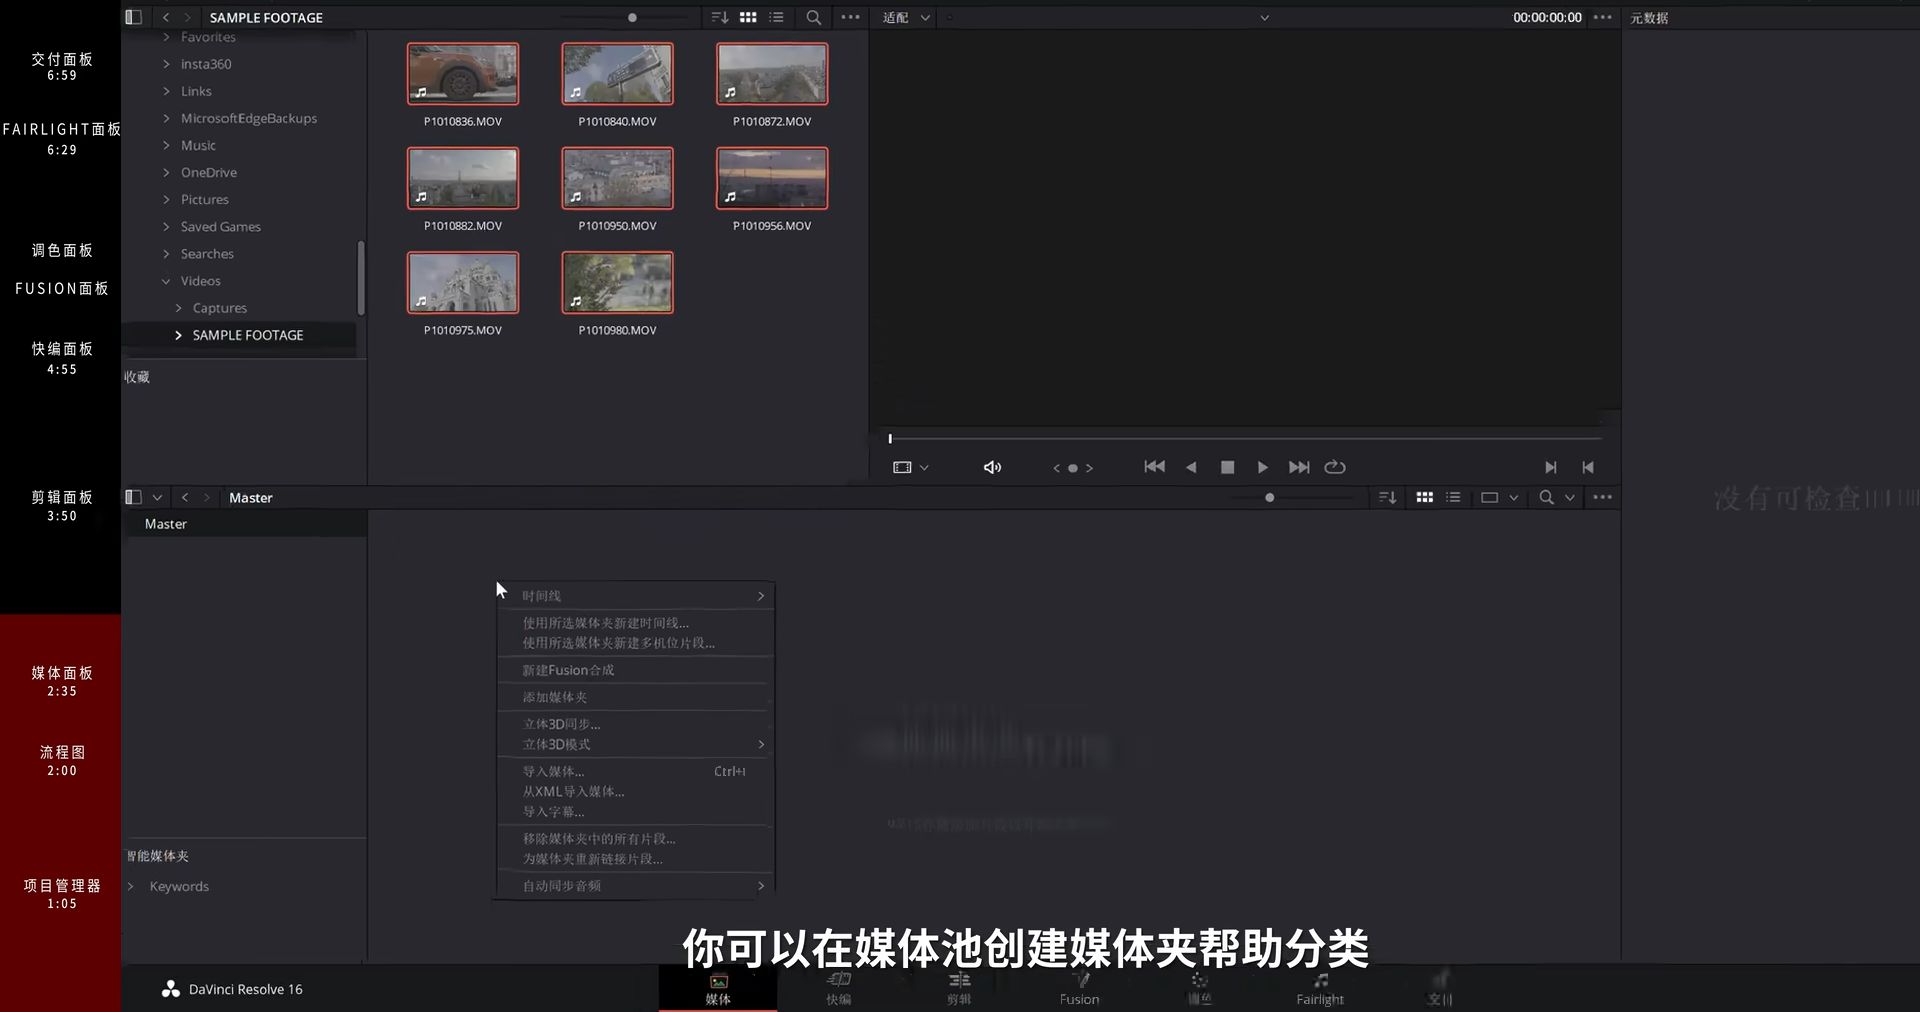 交付面板
6:59
FAIRLIGHT面板
6:29
调色面板
FUSION面板
快编面板
4:55
剪辑面板
3:50
媒体面板
2:35
流程图
2:00
项目管理器
1:05
SAMPLE FOOTAGE
Favorites
insta360
Links
MicrosoftEdgeBackups
Music
OneDrive
Pictures
Saved Games
Searches
Videos
Captures
SAMPLE FOOTAGE
收藏
P1010836.MOV
P1010840.MOV
P1010872.MOV
P1010882.MOV
P1010950.MOV
P1010956.MOV
P1010975.MOV
P1010980.MOV
适配
00:00:00;00
元数据
没有可检查
Master
Master
智能媒体夹
Keywords
时间线
使用所选媒体夹新建时间线...
使用所选媒体夹新建多机位片段...
新建Fusion合成
添加媒体夹
立体3D同步...
立体3D模式
导入媒体... Ctrl+I
从XML导入媒体...
导入字幕...
移除媒体夹中的所有片段...
为媒体夹重新链接片段...
自动同步音频
你可以在媒体池创建媒体夹帮助分类
DaVinci Resolve 16
媒体
快编
剪辑
Fusion
Fairlight